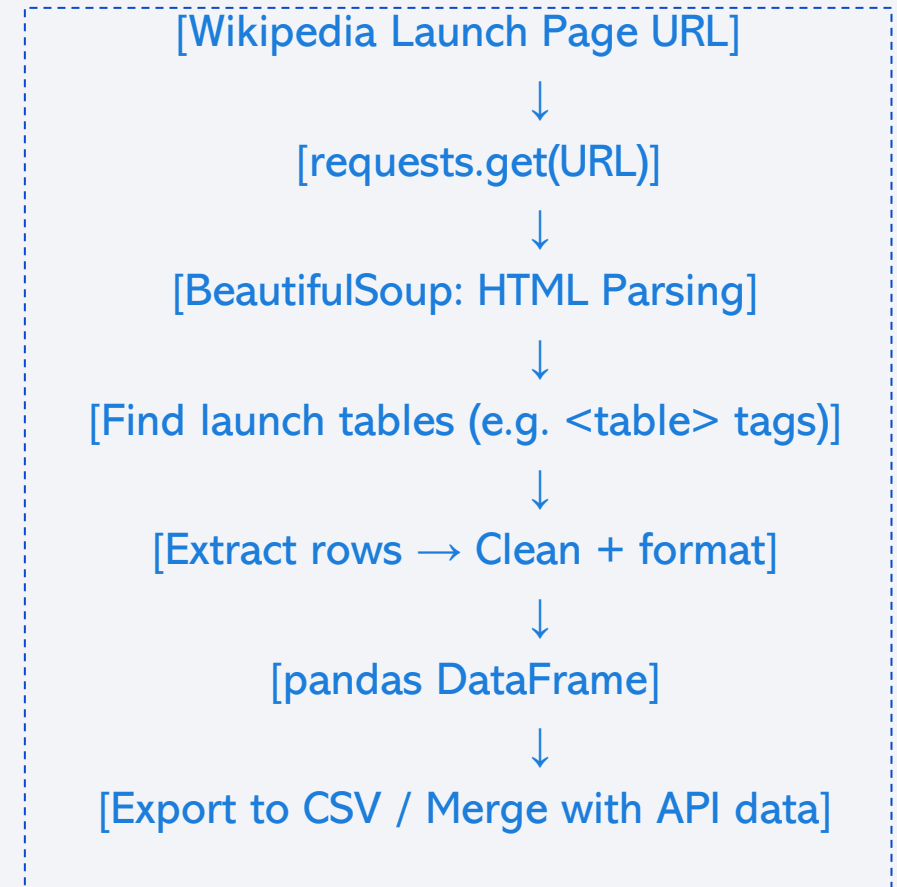 [Wikipedia Launch Page URL]
↓
[requests.get(URL)]
↓
[BeautifulSoup: HTML Parsing]
↓
[Find launch tables (e.g. <table> tags)]
↓
[Extract rows → Clean + format]
↓
[pandas DataFrame]
↓
[Export to CSV / Merge with API data]